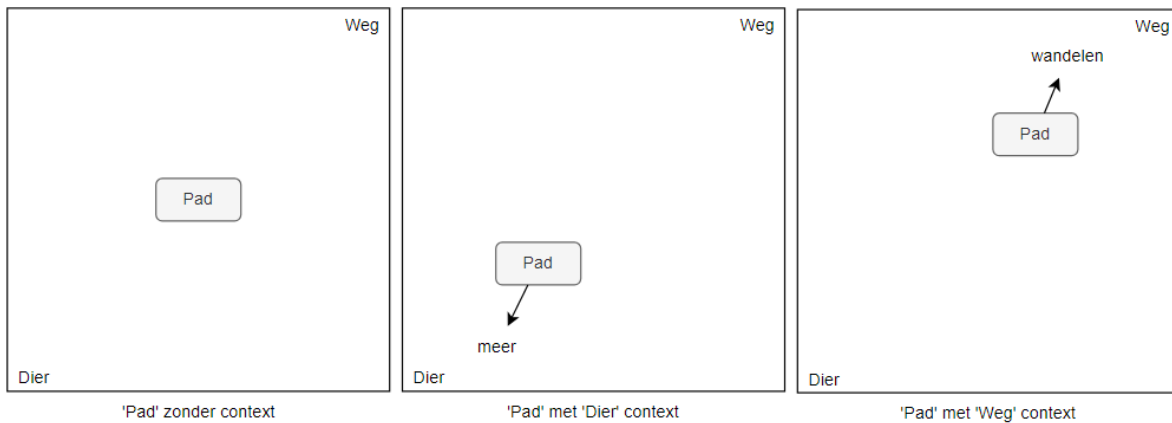 Weg
Pad
Dier
'Pad' zonder context
Weg
Pad
meer
Dier
'Pad' met 'Dier' context
Weg
wandelen
Pad
Dier
'Pad' met 'Weg' context